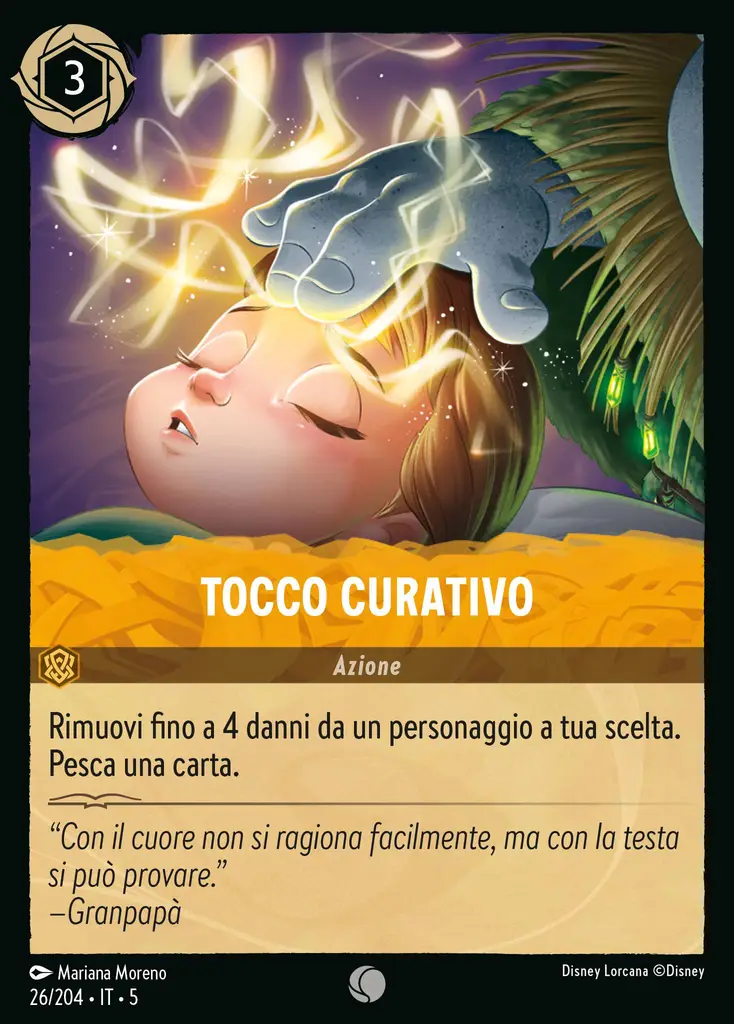 3
TOCCO CURATIVO
Azione
Rimuovi fino a 4 danni da un personaggio a tua scelta.
Pesca una carta.
“Con il cuore non si ragiona facilmente, ma con la testa
si può provare.”
–Granpapà
Mariana Moreno
Disney Lorcana ©Disney
26/204 • IT • 5